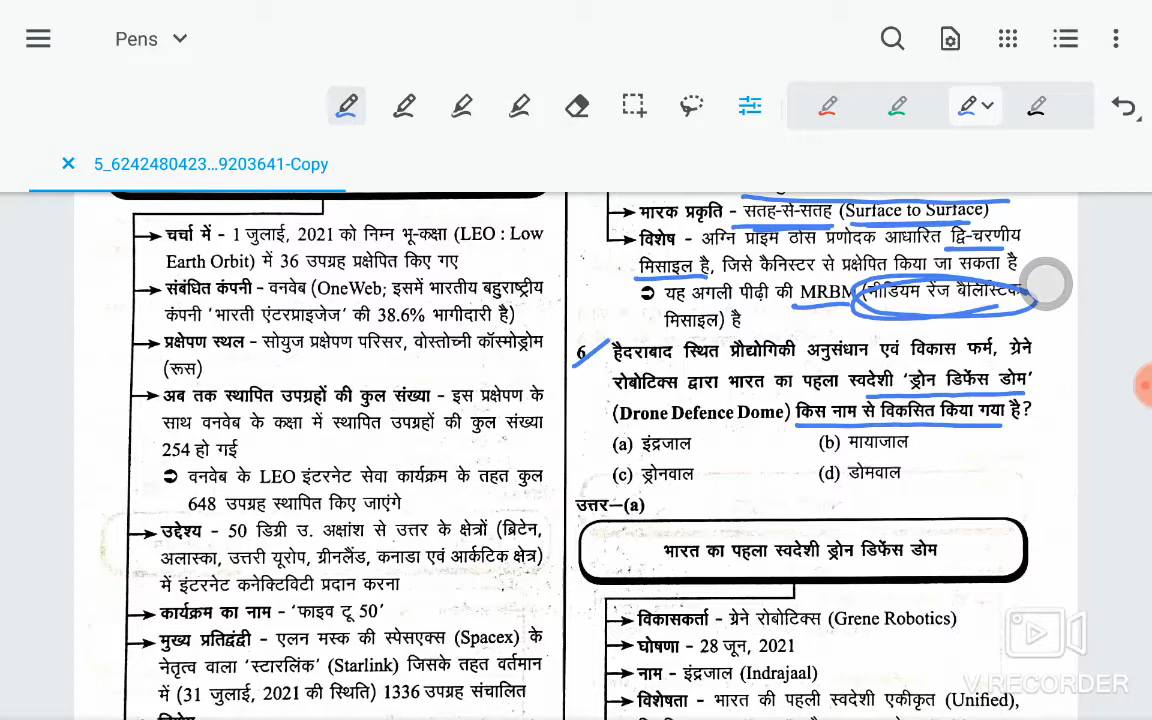 Pens
5_6242480423...9203641-Copy
चर्चा में - 1 जुलाई, 2021 को निम्न भू-कक्षा (LEO : Low
Earth Orbit) में 36 उपग्रह प्रक्षेपित किए गए
संबंधित कंपनी - वनवेब (OneWeb; इसमें भारतीय बहुराष्ट्रीय
कंपनी 'भारती एंटरप्राइजेज' की 38.6% भागीदारी है)
प्रक्षेपण स्थल - सोयुज प्रक्षेपण परिसर, वोस्तोच्नी कॉस्मोड्रोम
(रूस)
अब तक स्थापित उपग्रहों की कुल संख्या - इस प्रक्षेपण के
साथ वनवेब के कक्षा में स्थापित उपग्रहों की कुल संख्या
254 हो गई
➲ वनवेब के LEO इंटरनेट सेवा कार्यक्रम के तहत कुल
648 उपग्रह स्थापित किए जाएंगे
उद्देश्य - 50 डिग्री उ. अक्षांश से उत्तर के क्षेत्रों (ब्रिटेन,
अलास्का, उत्तरी यूरोप, ग्रीनलैंड, कनाडा एवं आर्कटिक क्षेत्र)
में इंटरनेट कनेक्टिविटी प्रदान करना
कार्यक्रम का नाम - 'फाइव टू 50'
मुख्य प्रतिद्वंद्वी - एलन मस्क की स्पेसएक्स (Spacex) के
नेतृत्व वाला 'स्टारलिंक' (Starlink) जिसके तहत वर्तमान
में (31 जुलाई, 2021 की स्थिति) 1336 उपग्रह संचालित
मारक प्रकृति - सतह-से-सतह (Surface to Surface)
विशेष - अग्नि प्राइम ठोस प्रणोदक आधारित द्वि-चरणीय
मिसाइल है, जिसे कैनिस्टर से प्रक्षेपित किया जा सकता है
➲ यह अगली पीढ़ी की MRBM (मीडियम रेंज बैलिस्टिक
मिसाइल) है
6. हैदराबाद स्थित प्रौद्योगिकी अनुसंधान एवं विकास फर्म, ग्रेने
रोबोटिक्स द्वारा भारत का पहला स्वदेशी 'ड्रोन डिफेंस डोम'
(Drone Defence Dome) किस नाम से विकसित किया गया है?
(a) इंद्रजाल (b) मायाजाल
(c) ड्रोनवाल (d) डोमवाल
उत्तर–(a)
भारत का पहला स्वदेशी ड्रोन डिफेंस डोम
विकासकर्ता - ग्रेने रोबोटिक्स (Grene Robotics)
घोषणा - 28 जून, 2021
नाम - इंद्रजाल (Indrajaal)
विशेषता - भारत की पहली स्वदेशी एकीकृत (Unified),
V.RECORDER